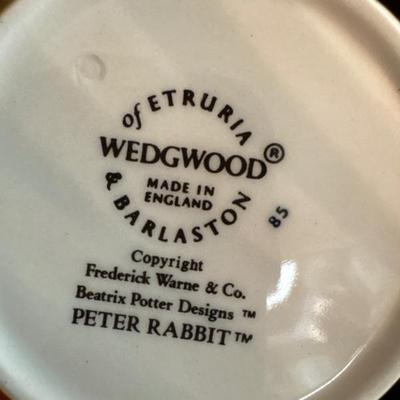 of ETRURIA
WEDGWOOD®
MADE IN
ENGLAND
& BARLASTON
85
Copyright
Frederick Warne & Co.
Beatrix Potter Designs ™
PETER RABBIT™